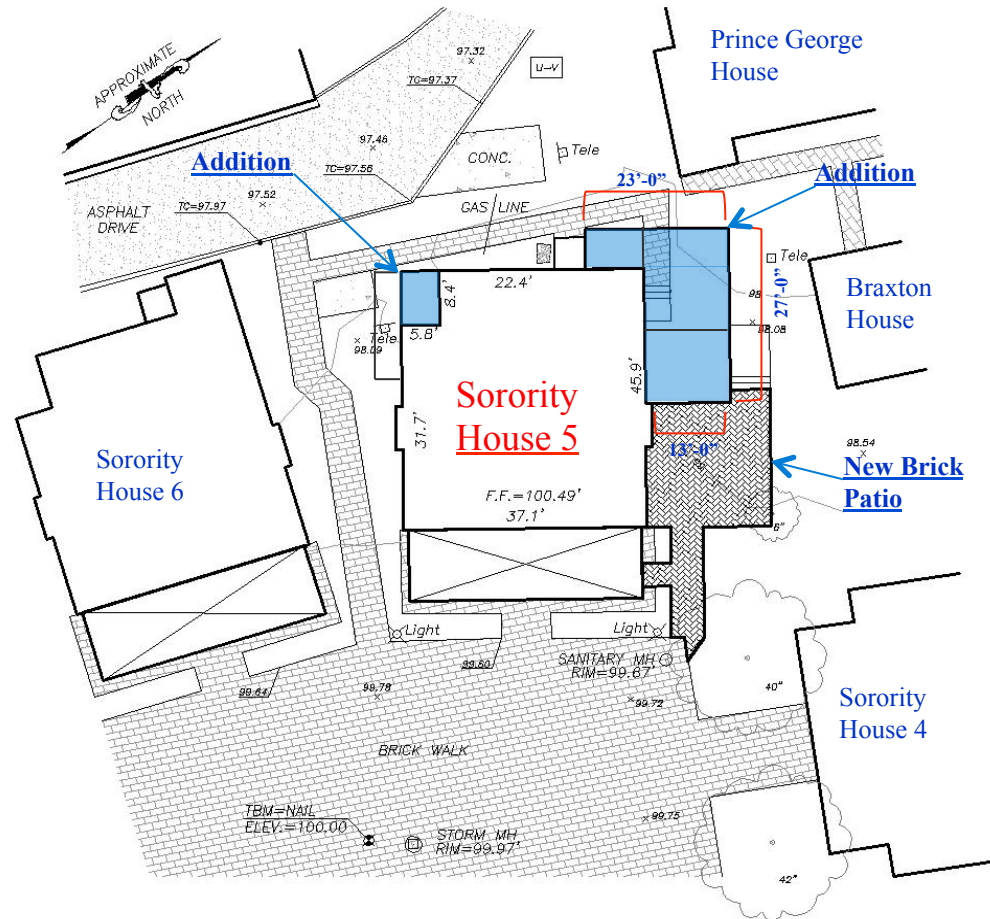 APPROXIMATE
NORTH
97.32
TC=97.37
U-V
Prince George
House
97.46
CONC.
Tele
Addition
TC=97.56
23'-0”
Addition
97.52
TC=97.97
ASPHALT
DRIVE
GAS LINE
Tele
22.4'
8.4'
98
27'-0”
Braxton
House
5.8'
Tele.
98.09
98.08
45.9'
Sorority
House 5
31.7'
13'-0”
98.54
Sorority
House 6
New Brick
Patio
F.F.=100.49'
37.1'
6"
Light
Light
99.80
SANITARY MH
RIM=99.67'
99.64
99.78
99.72
40"
Sorority
House 4
BRICK WALK
TBM=NAIL
ELEV.=100.00
STORM MH
RIM=99.97'
99.75
42"